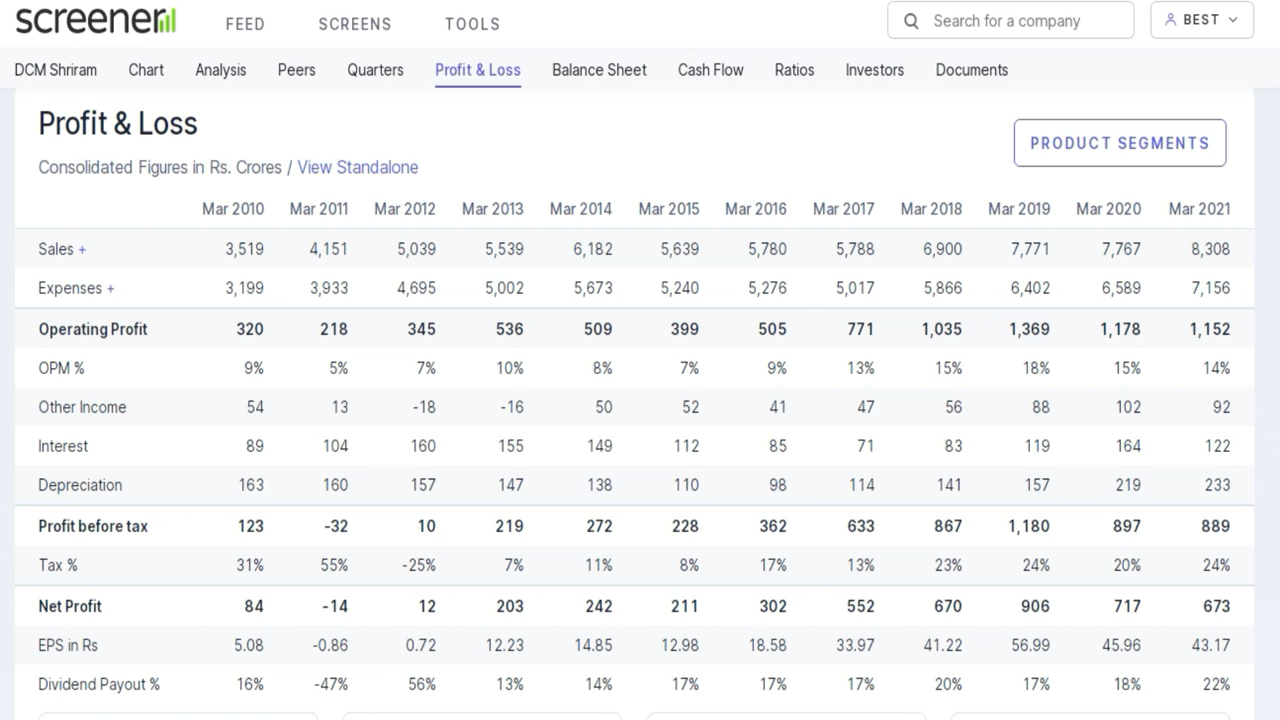 screener FEED SCREENS TOOLS Search for a company BEST
DCM Shriram Chart Analysis Peers Quarters Profit & Loss Balance Sheet Cash Flow Ratios Investors Documents
Profit & Loss
PRODUCT SEGMENTS
Consolidated Figures in Rs. Crores / View Standalone
Mar 2010 Mar 2011 Mar 2012 Mar 2013 Mar 2014 Mar 2015 Mar 2016 Mar 2017 Mar 2018 Mar 2019 Mar 2020 Mar 2021
Sales + 3,519 4,151 5,039 5,539 6,182 5,639 5,780 5,788 6,900 7,771 7,767 8,308
Expenses + 3,199 3,933 4,695 5,002 5,673 5,240 5,276 5,017 5,866 6,402 6,589 7,156
Operating Profit 320 218 345 536 509 399 505 771 1,035 1,369 1,178 1,152
OPM % 9% 5% 7% 10% 8% 7% 9% 13% 15% 18% 15% 14%
Other Income 54 13 -18 -16 50 52 41 47 56 88 102 92
Interest 89 104 160 155 149 112 85 71 83 119 164 122
Depreciation 163 160 157 147 138 110 98 114 141 157 219 233
Profit before tax 123 -32 10 219 272 228 362 633 867 1,180 897 889
Tax % 31% 55% -25% 7% 11% 8% 17% 13% 23% 24% 20% 24%
Net Profit 84 -14 12 203 242 211 302 552 670 906 717 673
EPS in Rs 5.08 -0.86 0.72 12.23 14.85 12.98 18.58 33.97 41.22 56.99 45.96 43.17
Dividend Payout % 16% -47% 56% 13% 14% 17% 17% 17% 20% 17% 18% 22%